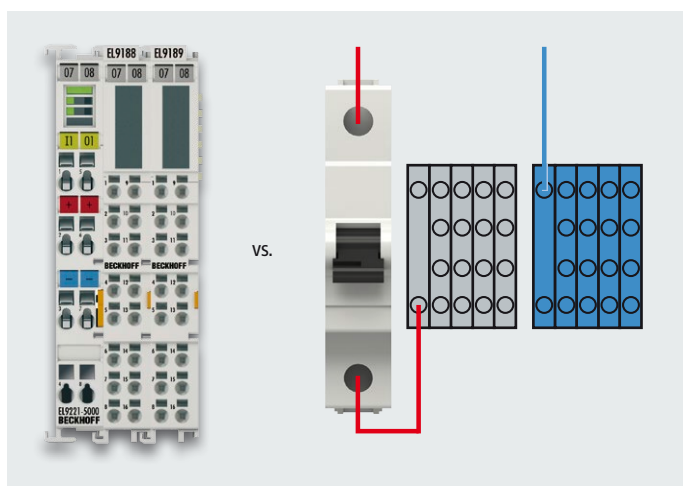 EL9188 EL9189
07 08 07 08 07 08
I1 O1
+ +
BECKHOFF BECKHOFF
− −
EL9221-5000
BECKHOFF
vs.